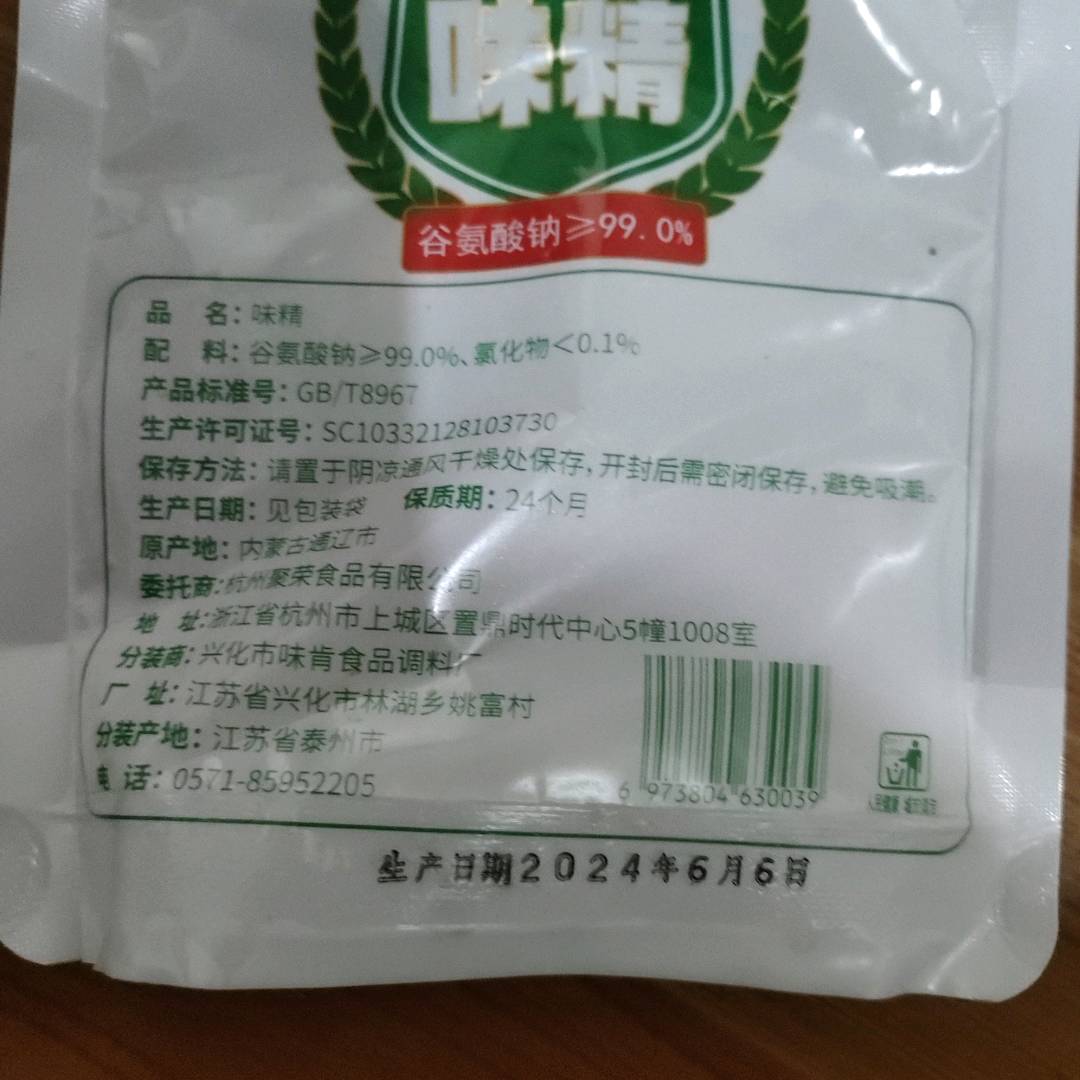 味精
谷氨酸钠≥99.0%
品 名：味精
配 料：谷氨酸钠≥99.0%、氯化物＜0.1%
产品标准号：GB/T8967
生产许可证号：SC10332128103730
保存方法：请置于阴凉通风干燥处保存，开封后需密闭保存，避免吸潮。
生产日期：见包装袋 保质期：24个月
原产地：内蒙古通辽市
委托商：杭州聚荣食品有限公司
地 址：浙江省杭州市上城区置鼎时代中心5幢1008室
分装商：兴化市味肯食品调料厂
厂 址：江苏省兴化市林湖乡姚富村
分装产地：江苏省泰州市
电 话：0571-85952205
6 973804 630039
生产日期2024年6月6日